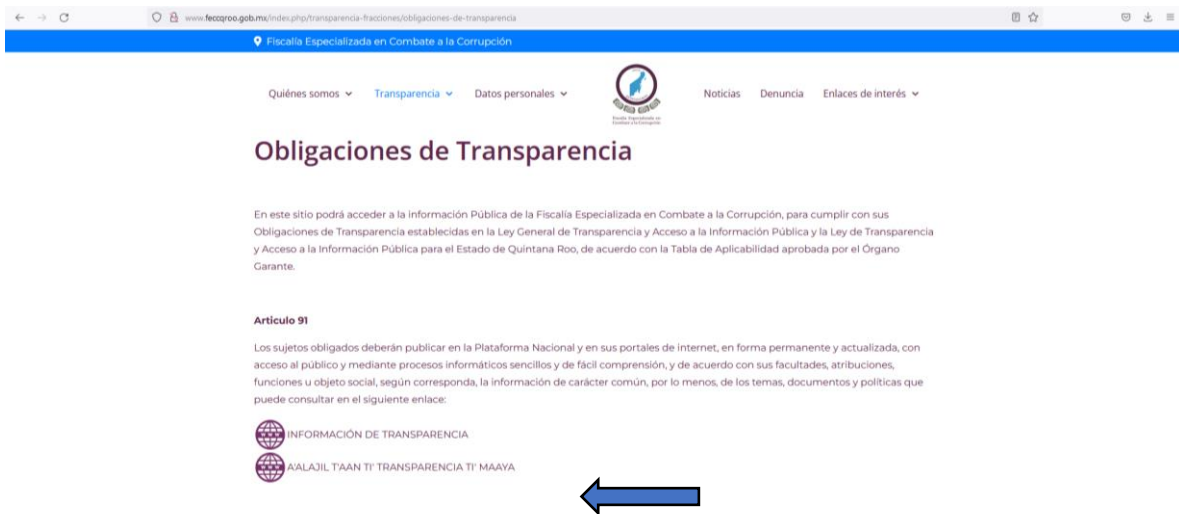 www.feccqroo.gob.mx/index.php/transparencia-fracciones/obligaciones-de-transparencia
Fiscalía Especializada en Combate a la Corrupción
Quiénes somos Transparencia Datos personales Noticias Denuncia Enlaces de interés
Fiscalía Especializada en
Combate a la Corrupción
Obligaciones de Transparencia
En este sitio podrá acceder a la información Pública de la Fiscalía Especializada en Combate a la Corrupción, para cumplir con sus
Obligaciones de Transparencia establecidas en la Ley General de Transparencia y Acceso a la Información Pública y la Ley de Transparencia
y Acceso a la Información Pública para el Estado de Quintana Roo, de acuerdo con la Tabla de Aplicabilidad aprobada por el Órgano
Garante.
Articulo 91
Los sujetos obligados deberán publicar en la Plataforma Nacional y en sus portales de internet, en forma permanente y actualizada, con
acceso al público y mediante procesos informáticos sencillos y de fácil comprensión, y de acuerdo con sus facultades, atribuciones,
funciones u objeto social, según corresponda, la información de carácter común, por lo menos, de los temas, documentos y políticas que
puede consultar en el siguiente enlace:
INFORMACIÓN DE TRANSPARENCIA
A'ALAJIL T'AAN TI' TRANSPARENCIA TI' MAAYA